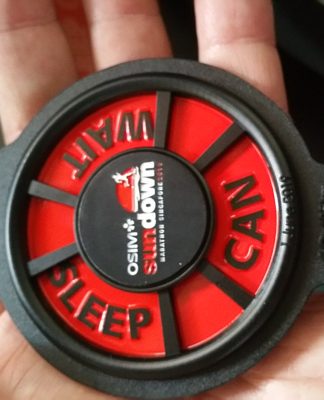 SLEEP
CAN
WAIT
OSIM
sundown
MARATHON SINGAPORE